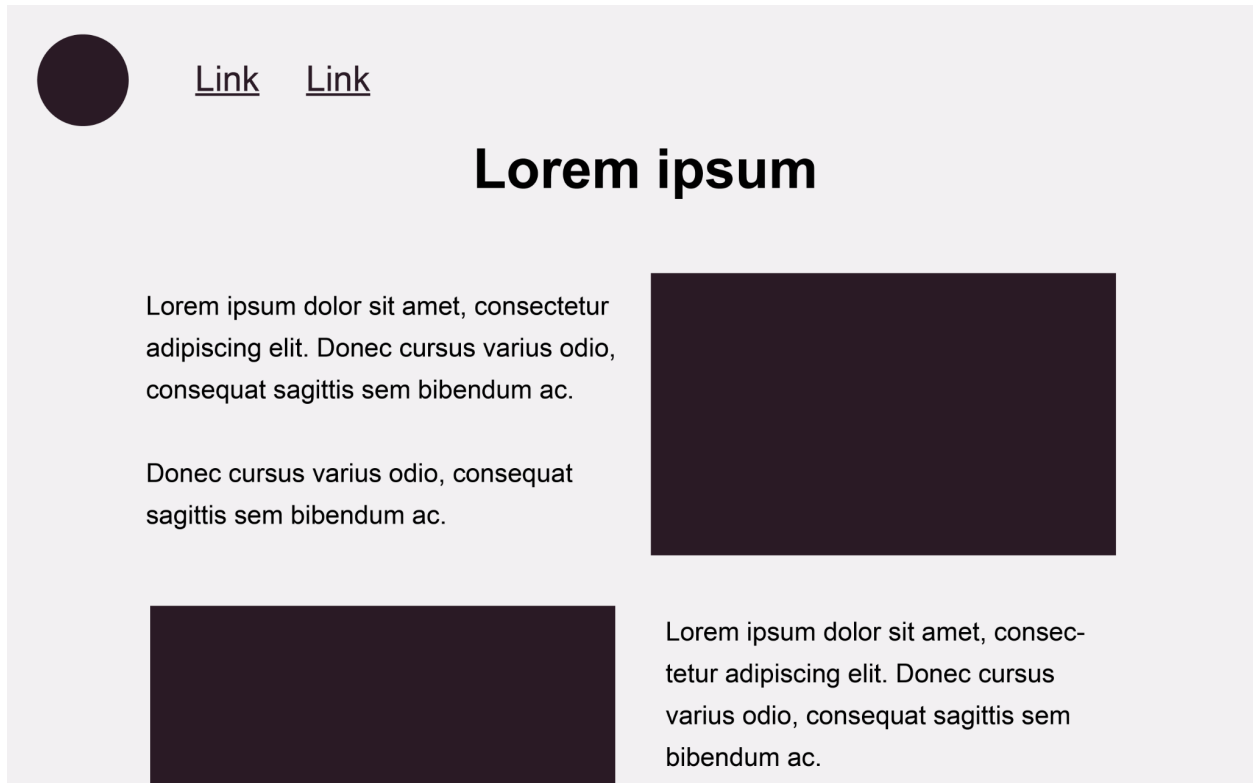 Link Link
Lorem ipsum
Lorem ipsum dolor sit amet, consectetur
adipiscing elit. Donec cursus varius odio,
consequat sagittis sem bibendum ac.
Donec cursus varius odio, consequat
sagittis sem bibendum ac.
Lorem ipsum dolor sit amet, consec-
tetur adipiscing elit. Donec cursus
varius odio, consequat sagittis sem
bibendum ac.